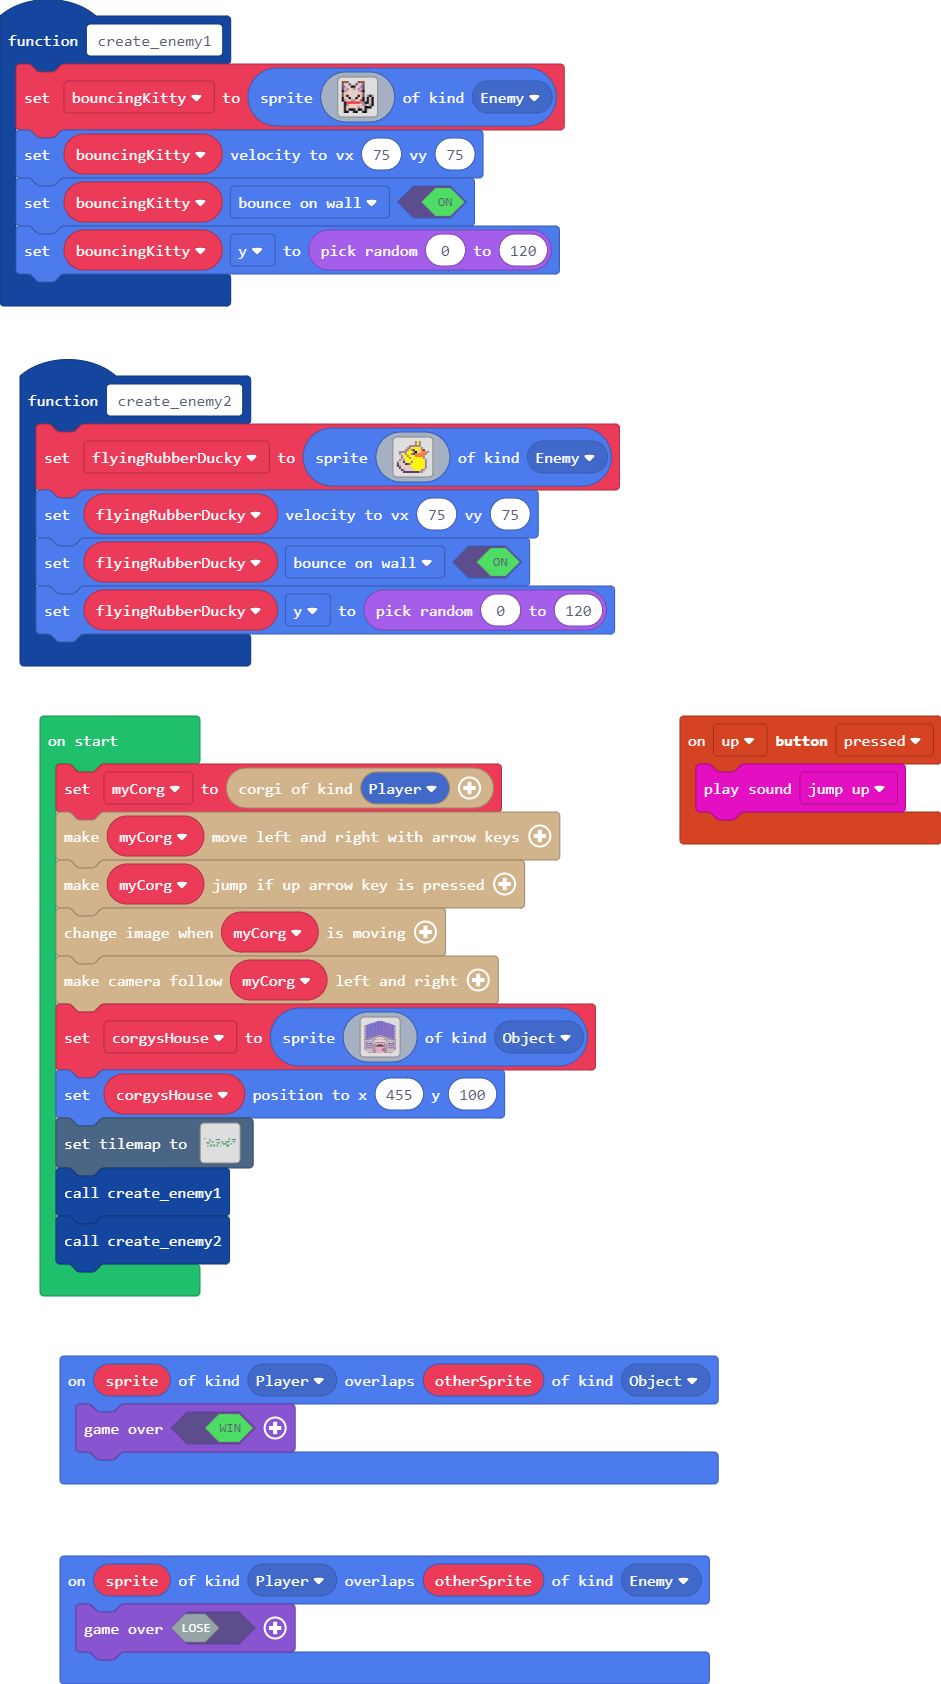 function create_enemy1
set bouncingKitty to sprite of kind Enemy
set bouncingKitty velocity to vx 75 vy 75
set bouncingKitty bounce on wall ON
set bouncingKitty y to pick random 0 to 120
function create_enemy2
set flyingRubberDucky to sprite of kind Enemy
set flyingRubberDucky velocity to vx 75 vy 75
set flyingRubberDucky bounce on wall ON
set flyingRubberDucky y to pick random 0 to 120
on start
set myCorg to corgi of kind Player
make myCorg move left and right with arrow keys
make myCorg jump if up arrow key is pressed
change image when myCorg is moving
make camera follow myCorg left and right
set corgysHouse to sprite of kind Object
set corgysHouse position to x 455 y 100
set tilemap to
call create_enemy1
call create_enemy2
on up button pressed
play sound jump up
on sprite of kind Player overlaps otherSprite of kind Object
game over WIN
on sprite of kind Player overlaps otherSprite of kind Enemy
game over LOSE